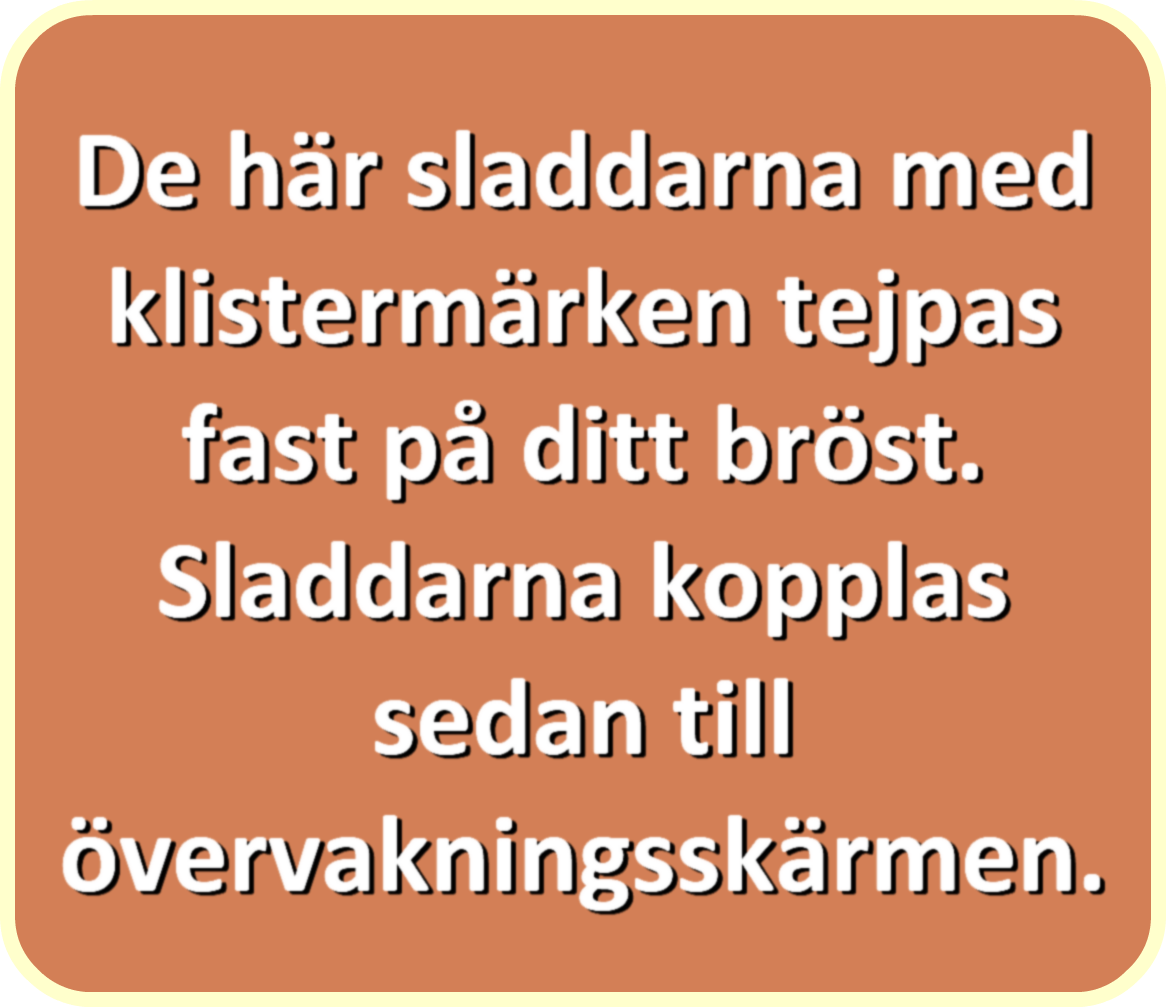 De här sladdarna med
klistermärken tejpas
fast på ditt bröst.
Sladdarna kopplas
sedan till
övervakningsskärmen.